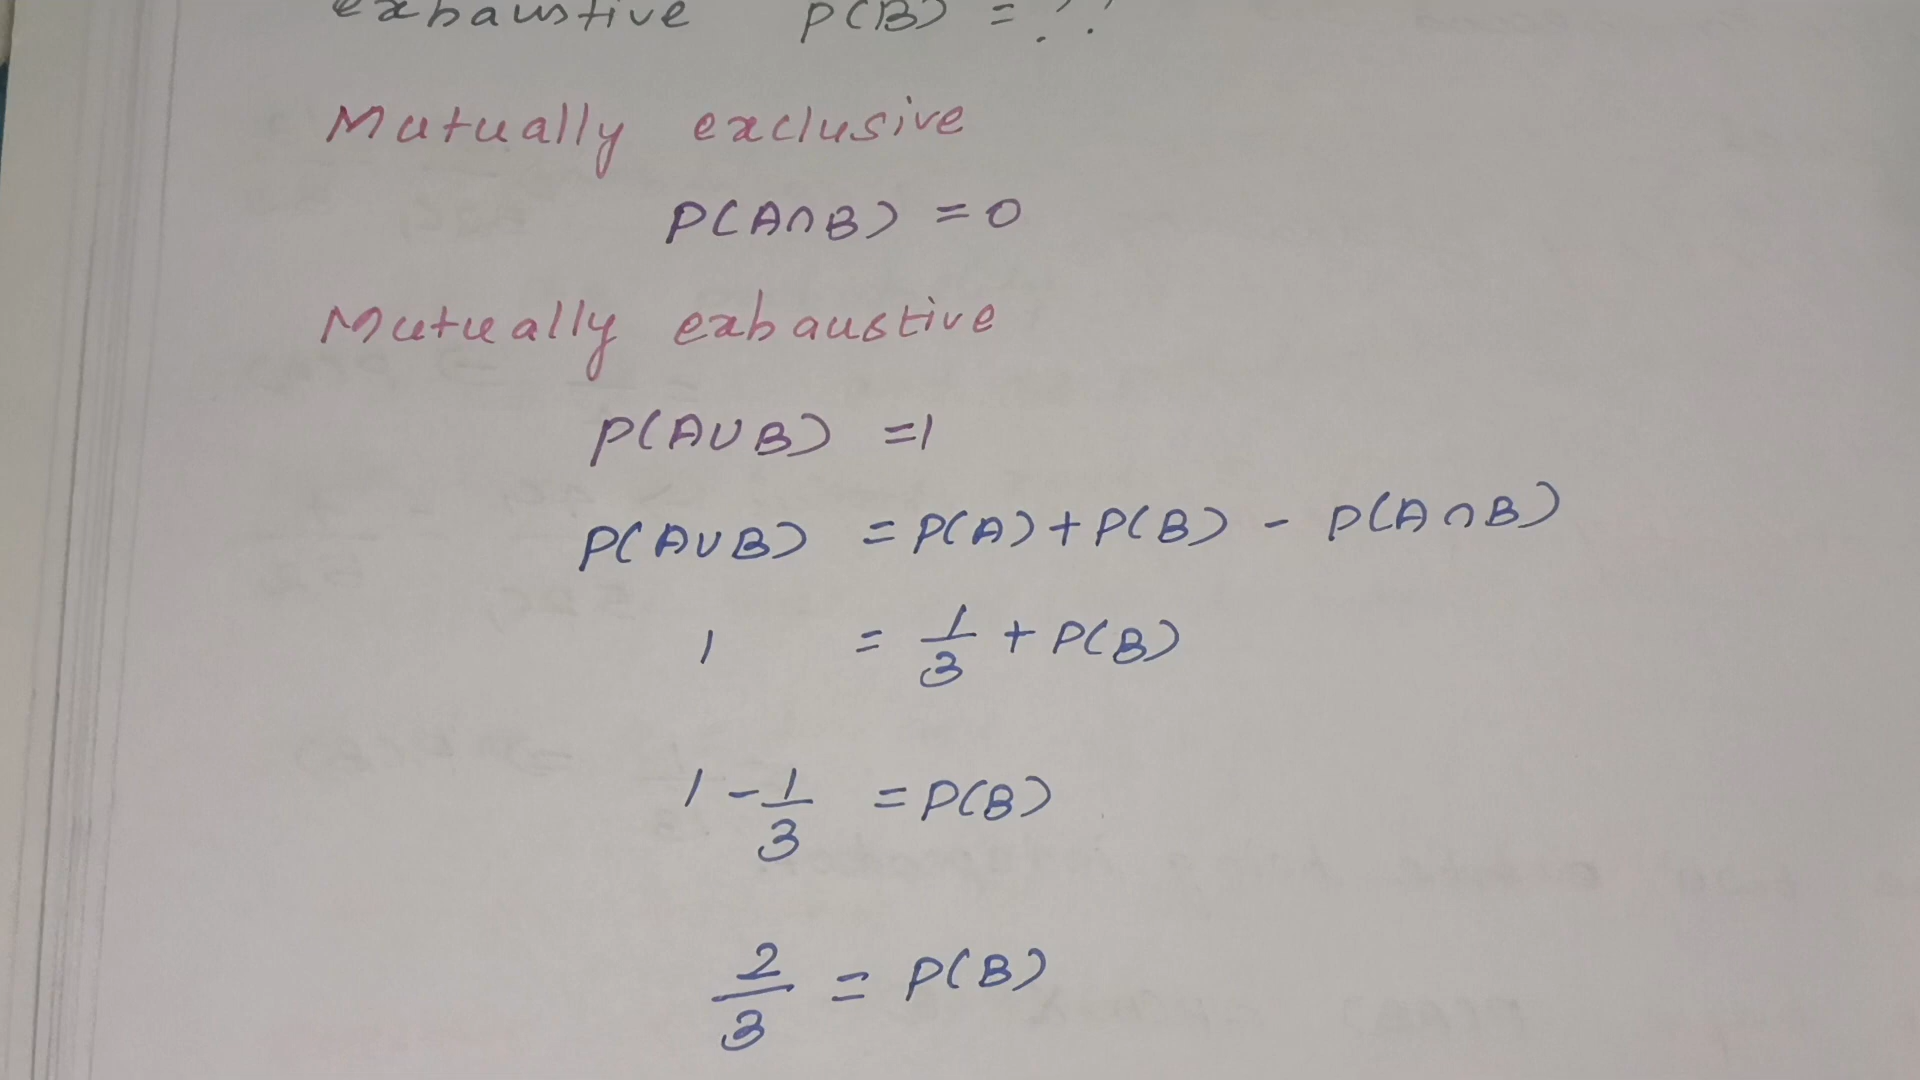 exhaustive P(B) = ??
Mutually exclusive
P(A∩B) = 0
Mutually exhaustive
P(A∪B) = 1
P(A∪B) = P(A) + P(B) - P(A∩B)
1 = 1/3 + P(B)
1 - 1/3 = P(B)
2/3 = P(B)